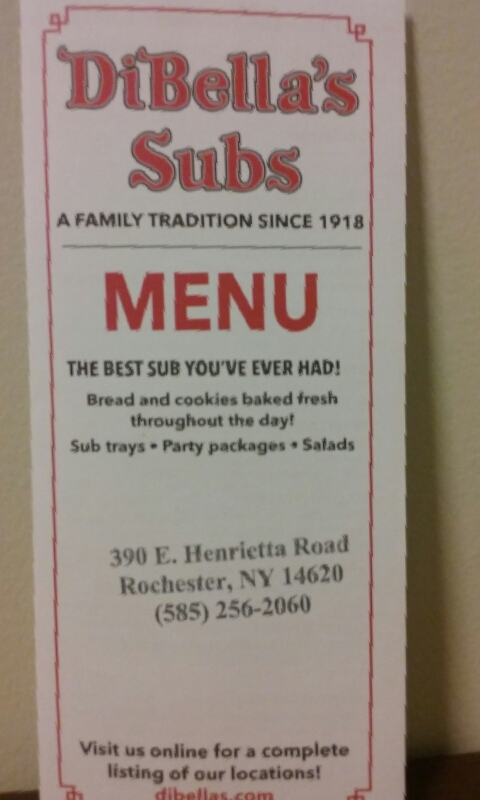 DiBella's
Subs
A FAMILY TRADITION SINCE 1918
MENU
THE BEST SUB YOU'VE EVER HAD!
Bread and cookies baked fresh
throughout the day!
Sub trays • Party packages • Salads
390 E. Henrietta Road
Rochester, NY 14620
(585) 256-2060
Visit us online for a complete
listing of our locations!
dibellas.com